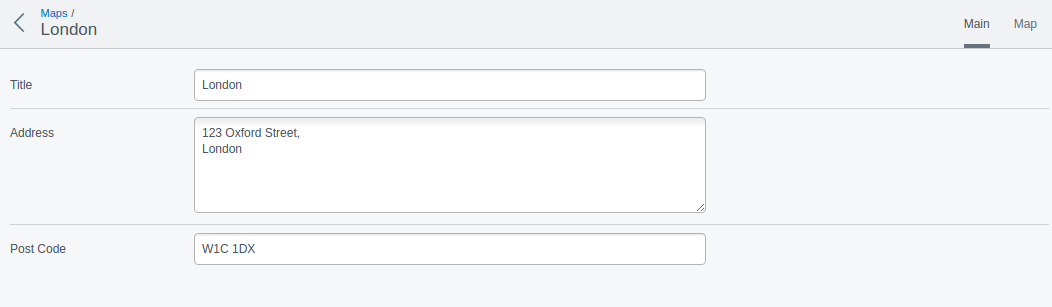 Maps /
London
Main
Map
Title
London
Address
123 Oxford Street,
London
Post Code
W1C 1DX